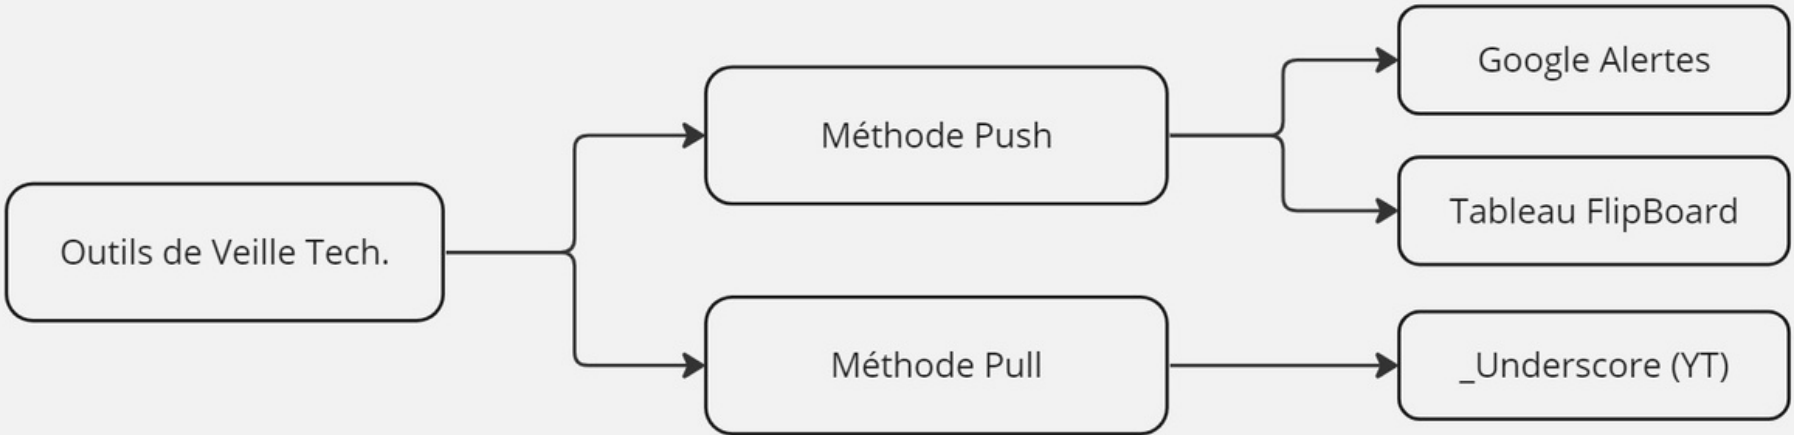 Outils de Veille Tech.
Méthode Push
Google Alertes
Tableau FlipBoard
Méthode Pull
_Underscore (YT)